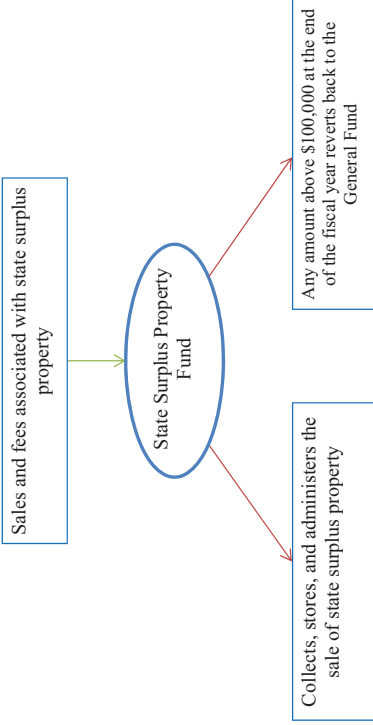 Sales and fees associated with state surplus
property
State Surplus Property
Fund
Collects, stores, and administers the
sale of state surplus property
Any amount above $100,000 at the end
of the fiscal year reverts back to the
General Fund